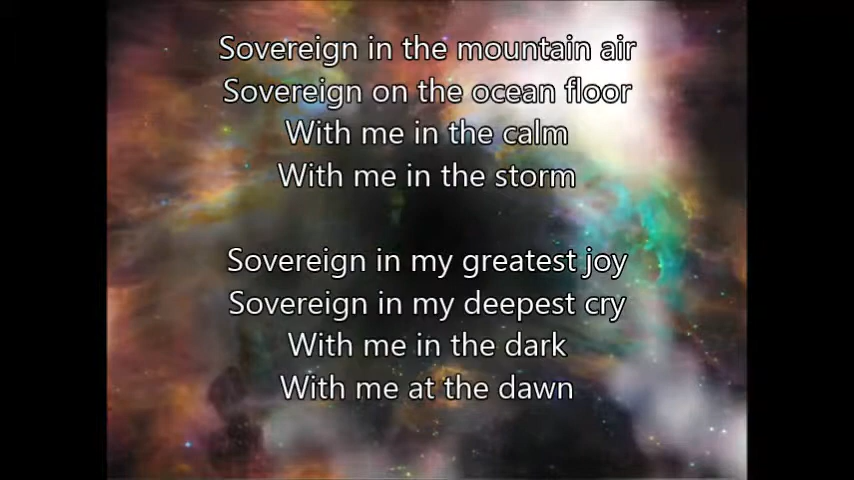 Sovereign in the mountain air
Sovereign on the ocean floor
With me in the calm
With me in the storm
Sovereign in my greatest joy
Sovereign in my deepest cry
With me in the dark
With me at the dawn